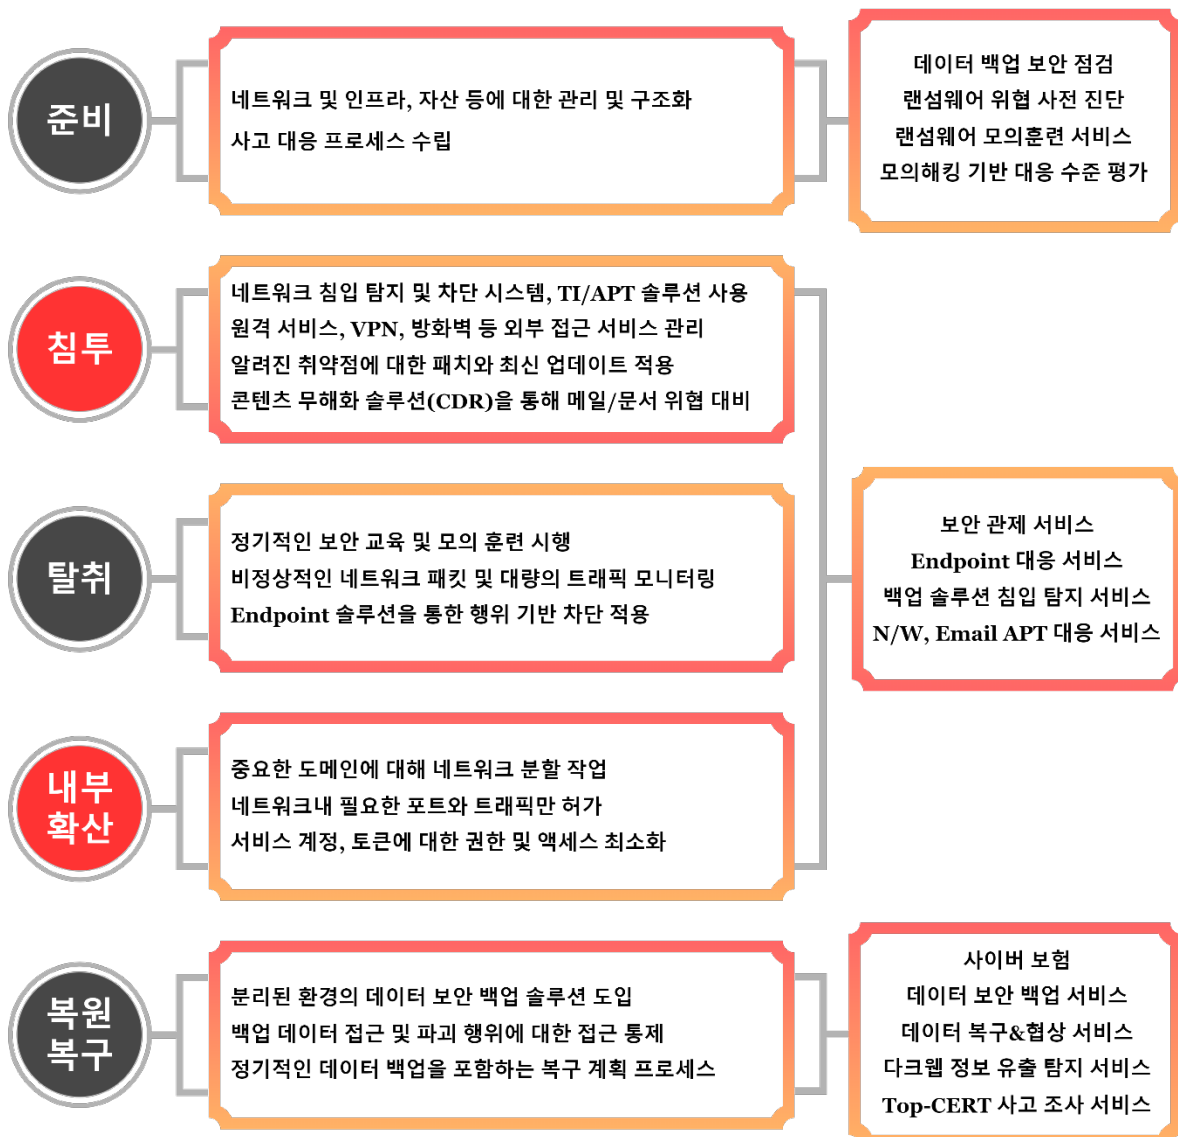 준비
네트워크 및 인프라, 자산 등에 대한 관리 및 구조화
사고 대응 프로세스 수립
데이터 백업 보안 점검
랜섬웨어 위협 사전 진단
랜섬웨어 모의훈련 서비스
모의해킹 기반 대응 수준 평가
침투
네트워크 침입 탐지 및 차단 시스템, TI/APT 솔루션 사용
원격 서비스, VPN, 방화벽 등 외부 접근 서비스 관리
알려진 취약점에 대한 패치와 최신 업데이트 적용
콘텐츠 무해화 솔루션(CDR)을 통해 메일/문서 위협 대비
탈취
정기적인 보안 교육 및 모의 훈련 시행
비정상적인 네트워크 패킷 및 대량의 트래픽 모니터링
Endpoint 솔루션을 통한 행위 기반 차단 적용
내부
확산
중요한 도메인에 대해 네트워크 분할 작업
네트워크내 필요한 포트와 트래픽만 허가
서비스 계정, 토큰에 대한 권한 및 액세스 최소화
보안 관제 서비스
Endpoint 대응 서비스
백업 솔루션 침입 탐지 서비스
N/W, Email APT 대응 서비스
복원
복구
분리된 환경의 데이터 보안 백업 솔루션 도입
백업 데이터 접근 및 파괴 행위에 대한 접근 통제
정기적인 데이터 백업을 포함하는 복구 계획 프로세스
사이버 보험
데이터 보안 백업 서비스
데이터 복구&협상 서비스
다크웹 정보 유출 탐지 서비스
Top-CERT 사고 조사 서비스